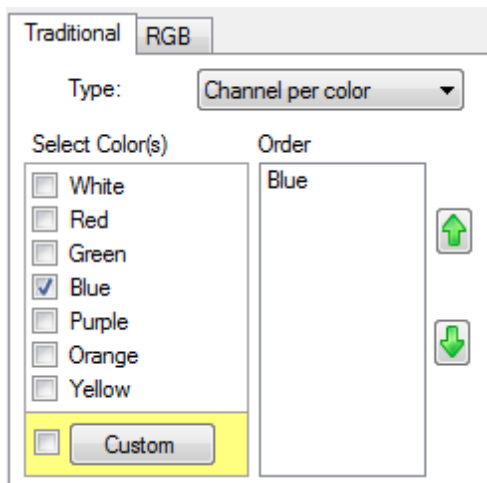 Traditional RGB
Type: Channel per color
Select Color(s) Order
White Blue
Red
Green
Blue
Purple
Orange
Yellow
Custom